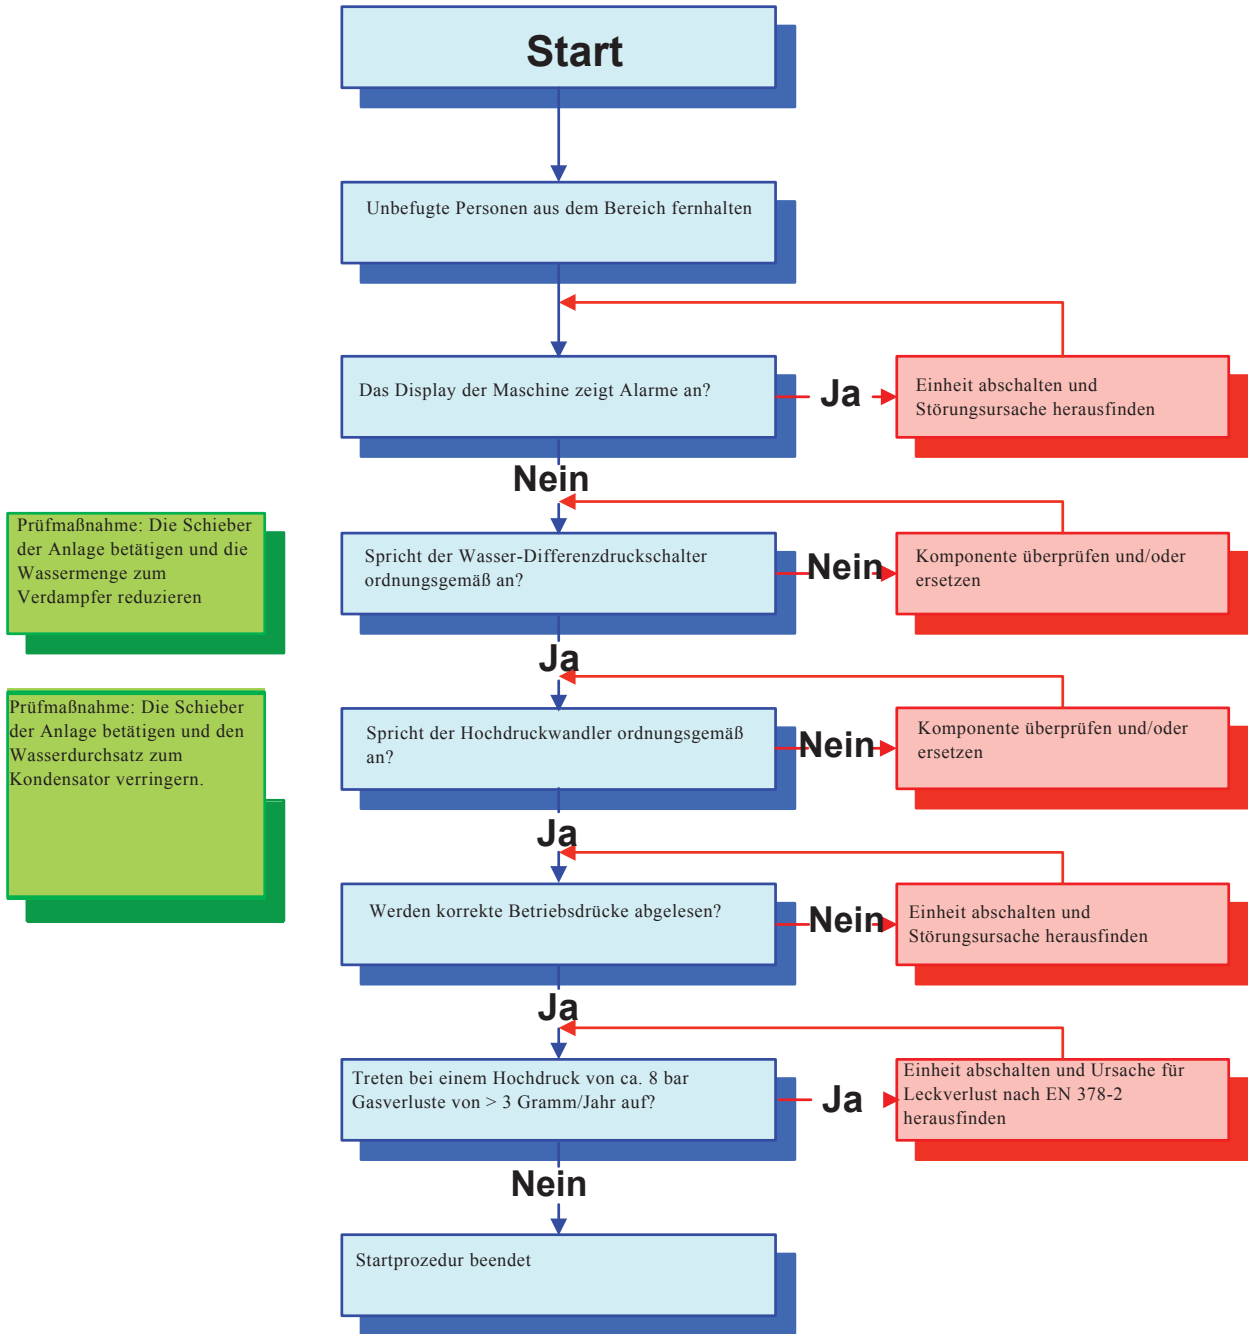 Start
Unbefugte Personen aus dem Bereich fernhalten
Das Display der Maschine zeigt Alarme an?
Ja
Einheit abschalten und
Störungsursache herausfinden
Nein
Prüfmaßnahme: Die Schieber
der Anlage betätigen und die
Wassermenge zum
Verdampfer reduzieren
Spricht der Wasser-Differenzdruckschalter
ordnungsgemäß an?
Nein
Komponente überprüfen und/oder
ersetzen
Ja
Prüfmaßnahme: Die Schieber
der Anlage betätigen und den
Wasserdurchsatz zum
Kondensator verringern.
Spricht der Hochdruckwandler ordnungsgemäß
an?
Nein
Komponente überprüfen und/oder
ersetzen
Ja
Werden korrekte Betriebsdrücke abgelesen?
Nein
Einheit abschalten und
Störungsursache herausfinden
Ja
Treten bei einem Hochdruck von ca. 8 bar
Gasverluste von > 3 Gramm/Jahr auf?
Ja
Einheit abschalten und Ursache für
Leckverlust nach EN 378-2
herausfinden
Nein
Startprozedur beendet